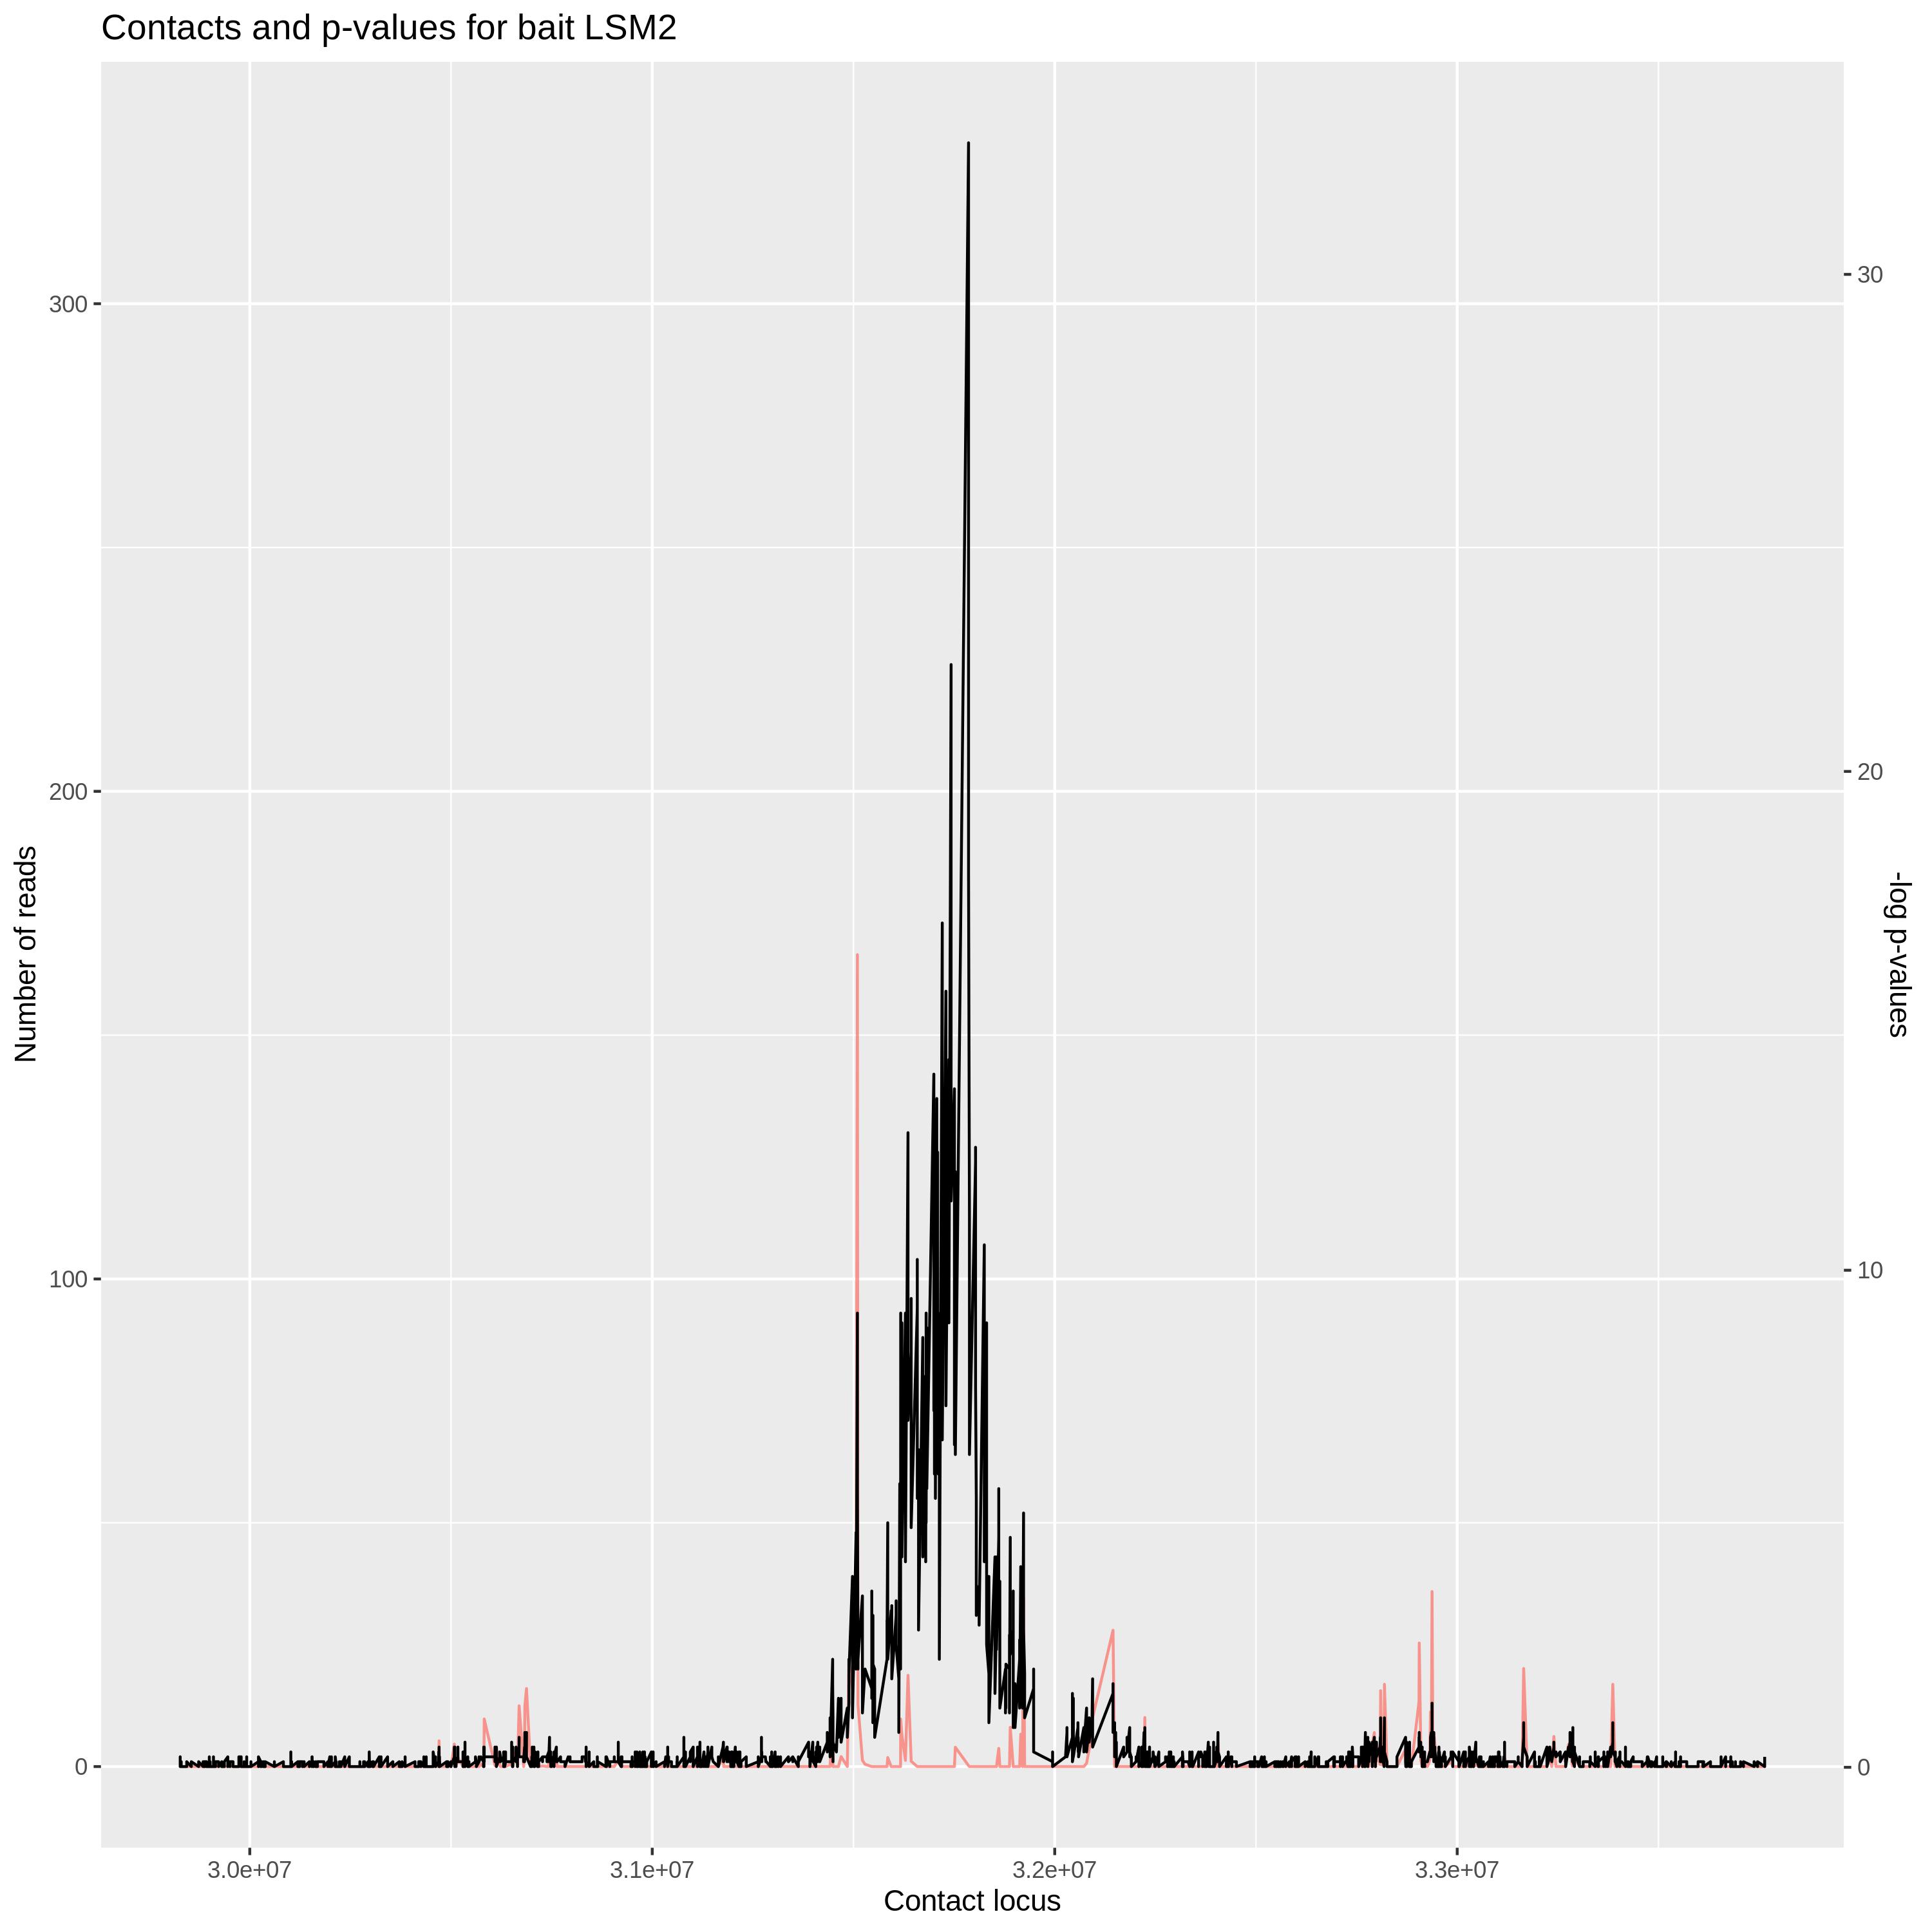 Contacts and p-values for bait LSM2
300
200
100
0
Number of reads
30
20
10
0
-log p-values
3.0e+07 3.1e+07 3.2e+07 3.3e+07
Contact locus